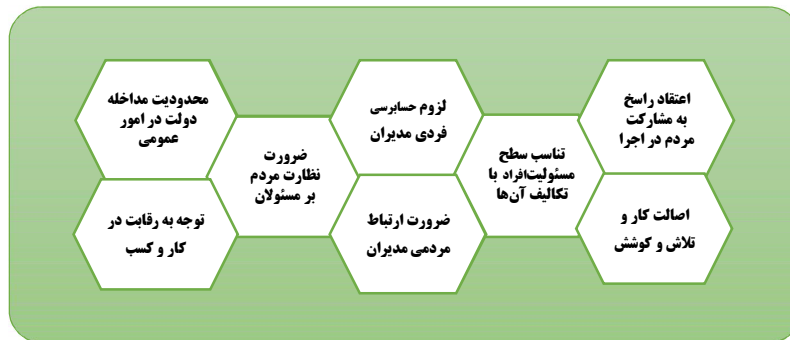 اعتقاد راسخ
به مشارکت
مردم در اجرا
اصالت کار و
تلاش و کوشش
تناسب سطح
مسئولیت‌افراد با
تکالیف آن‌ها
لزوم حسابرسی
فردی مدیران
ضرورت ارتباط
مردمی مدیران
ضرورت
نظارت مردم
بر مسئولان
محدودیت مداخله
دولت در امور
عمومی
توجه به رقابت در
کار و کسب